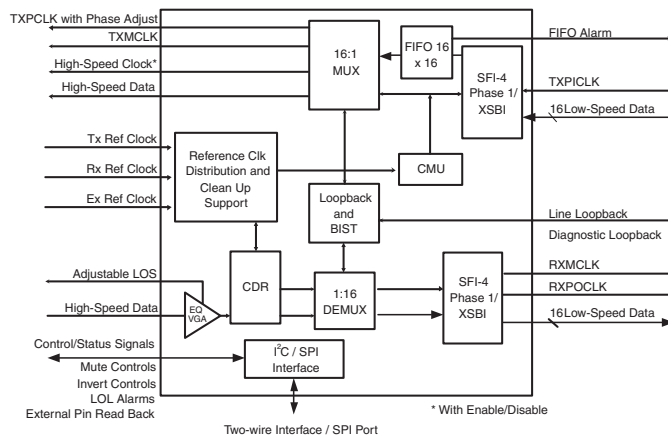 TXPCLK with Phase Adjust
TXMCLK
High-Speed Clock*
High-Speed Data
Tx Ref Clock
Rx Ref Clock
Ex Ref Clock
Adjustable LOS
High-Speed Data
Control/Status Signals
Mute Controls
Invert Controls
LOL Alarms
External Pin Read Back
16:1
MUX
FIFO 16
x 16
SFI-4
Phase 1/
XSBI
Reference Clk
Distribution and
Clean Up
Support
CMU
Loopback
and
BIST
CDR
EQ
VGA
1:16
DEMUX
SFI-4
Phase 1/
XSBI
I²C / SPI
Interface
Two-wire Interface / SPI Port
FIFO Alarm
TXPICLK
16Low-Speed Data
Line Loopback
Diagnostic Loopback
RXMCLK
RXPOCLK
16Low-Speed Data
* With Enable/Disable